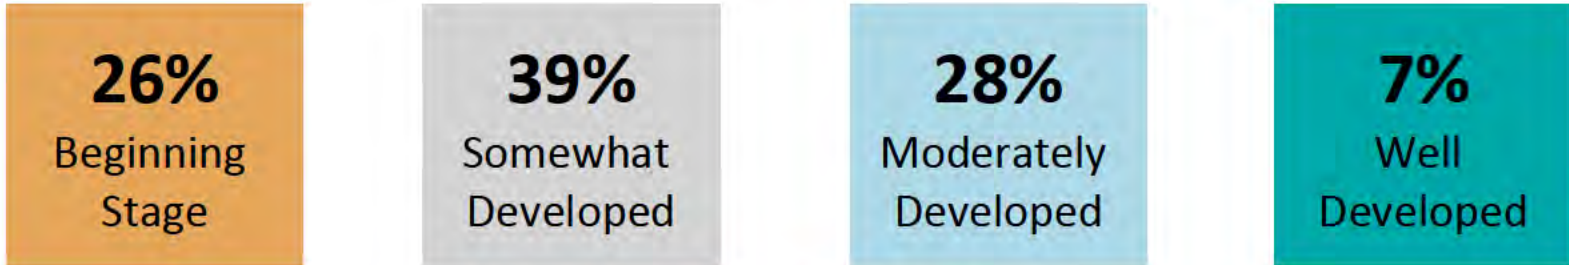 26%
Beginning
Stage
39%
Somewhat
Developed
28%
Moderately
Developed
7%
Well
Developed